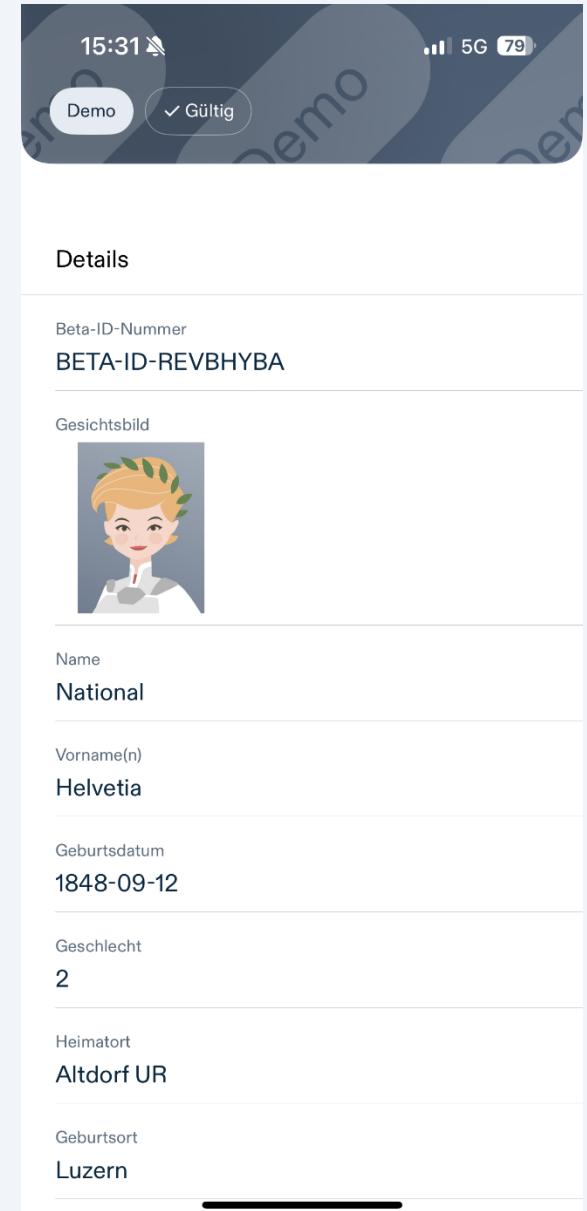 15:31 5G 79
Demo Demo Demo
Demo ✓ Gültig
Details
Beta-ID-Nummer
BETA-ID-REVBHYBA
Gesichtsbild
Name
National
Vorname(n)
Helvetia
Geburtsdatum
1848-09-12
Geschlecht
2
Heimatort
Altdorf UR
Geburtsort
Luzern